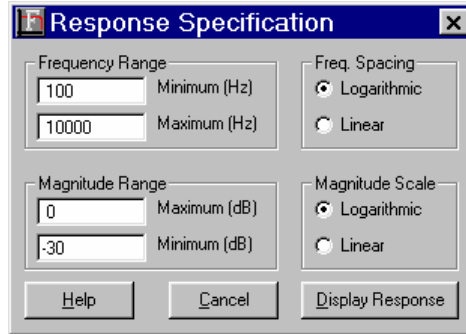 Response Specification
Frequency Range
100 Minimum (Hz)
10000 Maximum (Hz)
Freq. Spacing
Logarithmic
Linear
Magnitude Range
0 Maximum (dB)
-30 Minimum (dB)
Magnitude Scale
Logarithmic
Linear
Help Cancel Display Response